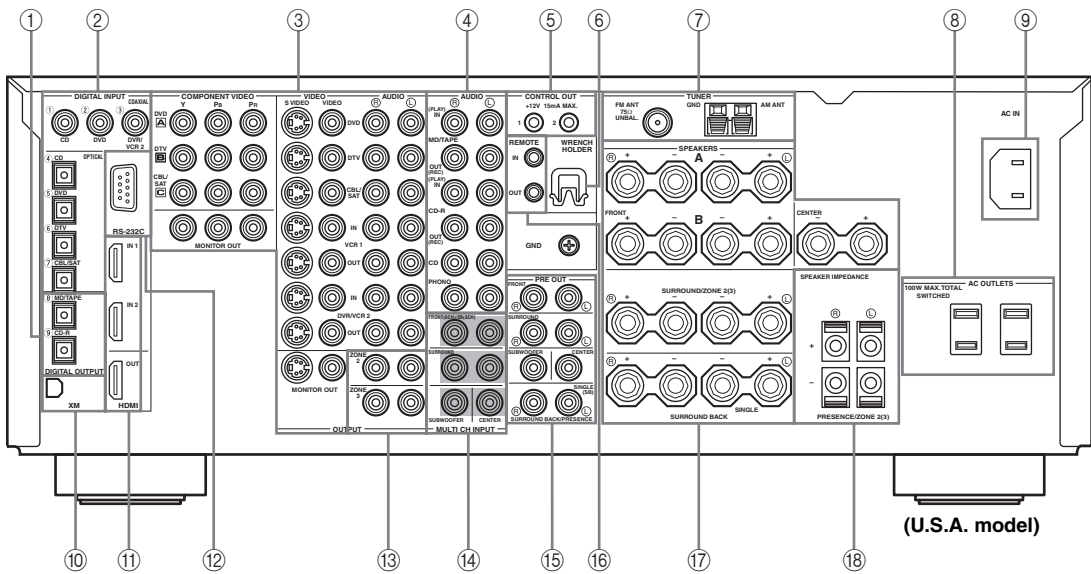 ① ② ③ ④ ⑤ ⑥ ⑦ ⑧ ⑨
DIGITAL INPUT
COAXIAL
① ② ③
CD
DVD
DVR/
VCR 2
④ CD
OPTICAL
⑤ DVD
⑥ DTV
⑦ CBL/SAT
⑧ MD/TAPE
⑨ CD-R
DIGITAL OUTPUT
XM
RS-232C
IN 1
IN 2
OUT
HDMI
COMPONENT VIDEO
Y PB PR
DVD
A
DTV
B
CBL/
SAT
C
MONITOR OUT
VIDEO
S VIDEO VIDEO
AUDIO
R L
DVD
DTV
CBL/
SAT
IN
VCR 1
OUT
IN
DVR/VCR 2
OUT
MONITOR OUT
ZONE
2
ZONE
3
OUTPUT
AUDIO
R L
(PLAY)
IN
MD/TAPE
OUT
(REC)
(PLAY)
IN
CD-R
OUT
(REC)
CD
PHONO
SURROUND
SUBWOOFER CENTER
MULTI CH INPUT
CONTROL OUT
+12V 15mA MAX.
1 2
REMOTE
IN
OUT
WRENCH
HOLDER
GND
PRE OUT
FRONT
R L
SURROUND
R L
SUBWOOFER CENTER
SINGLE
(SB)
R L
SURROUND BACK/PRESENCE
TUNER
FM ANT
75Ω
UNBAL.
GND
AM ANT
SPEAKERS
R + − A − + L
FRONT
+ − B − +
CENTER
+ −
SURROUND/ZONE 2(3)
R + − − + L
R + − − + L
SURROUND BACK
SINGLE
SPEAKER IMPEDANCE
R L
+
−
PRESENCE/ZONE 2(3)
AC IN
100W MAX.TOTAL AC OUTLETS
SWITCHED
(U.S.A. model)
⑩ ⑪ ⑫ ⑬ ⑭ ⑮ ⑯ ⑰ ⑱